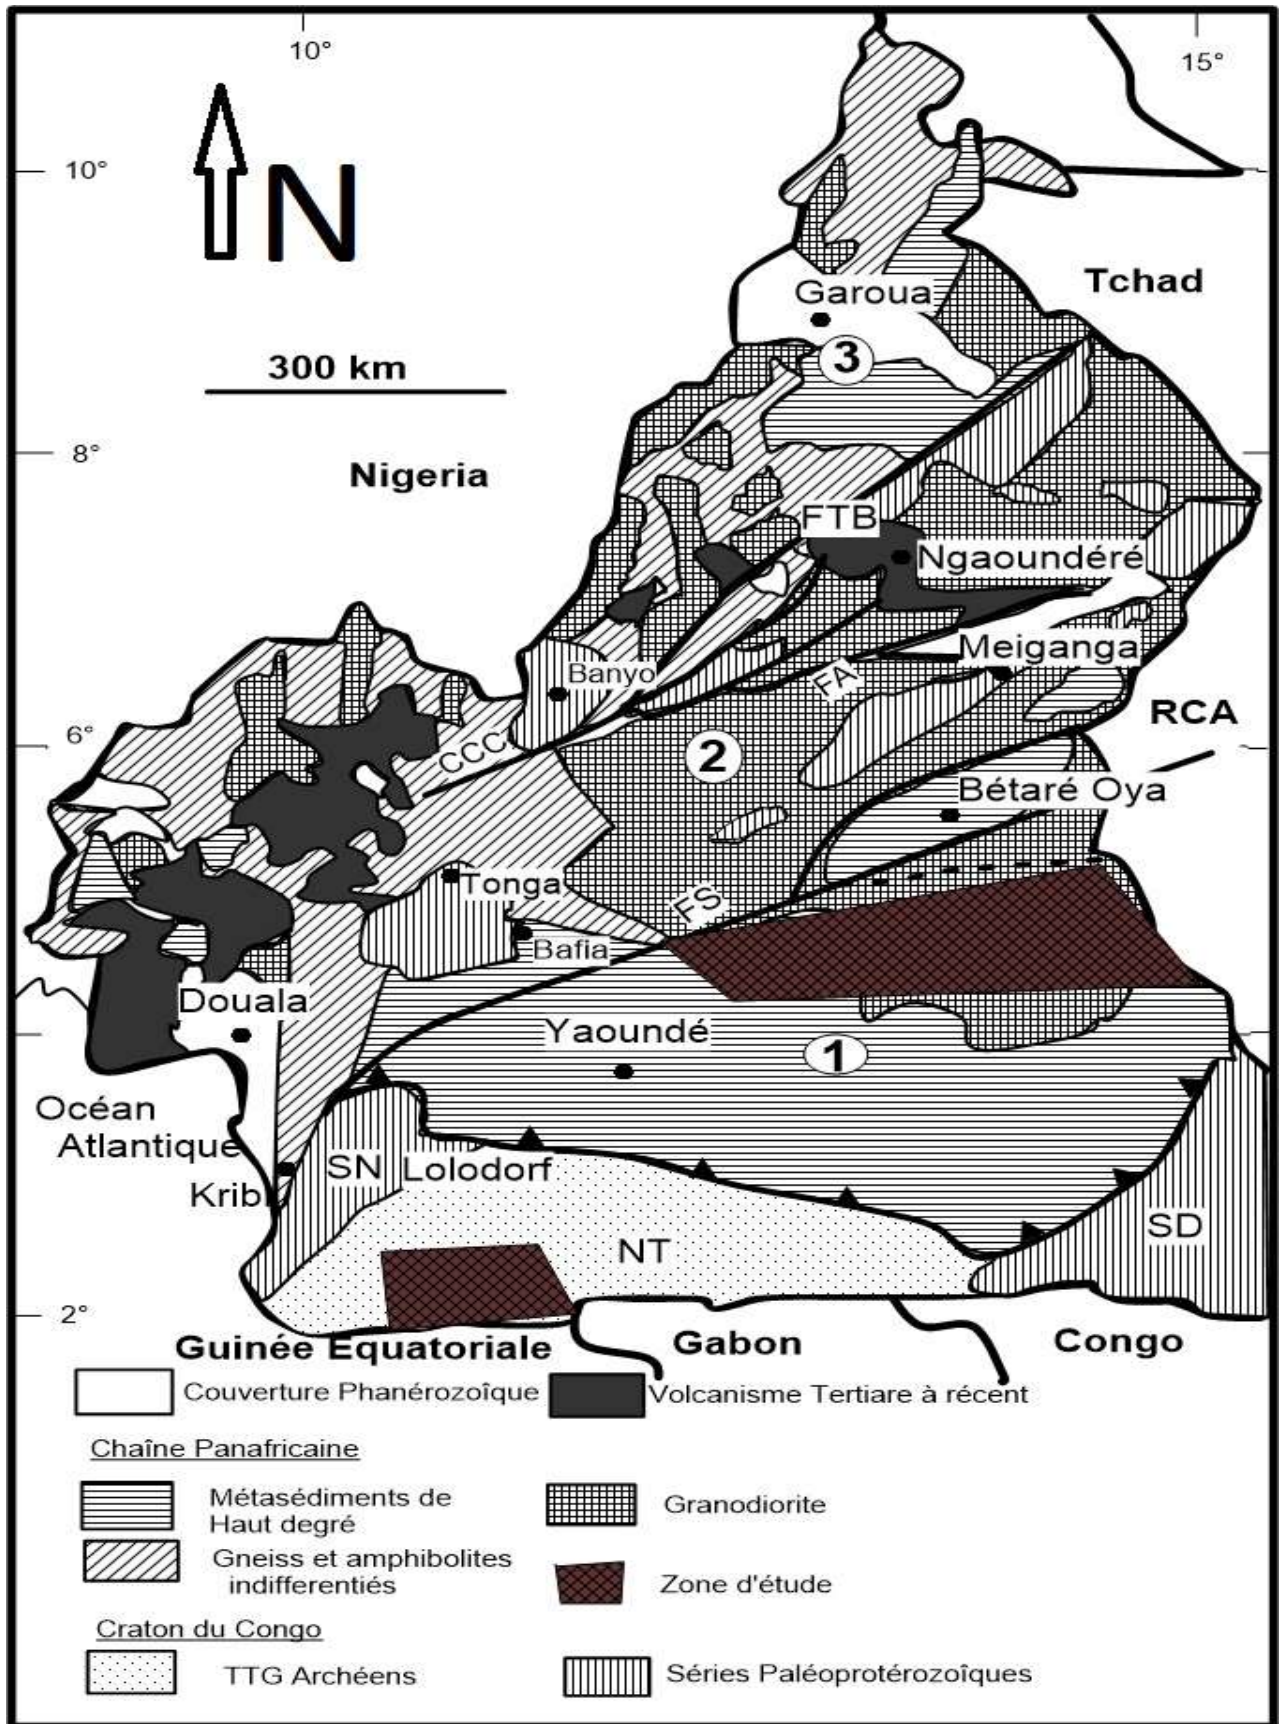 10°
15°
N
10°
Tchad
Garoua
3
300 km
8°
Nigeria
FTB
Ngaoundéré
Meiganga
Banyo
FA
RCA
6°
CCC
2
Bétaré Oya
Tonga
FS
Bafia
Douala
Yaoundé
1
Océan
Atlantique
SN
Lolodorf
Kribi
SD
NT
2°
Guinée Equatoriale
Gabon
Congo
Couverture Phanérozoîque
Volcanisme Tertiare à récent
Chaîne Panafricaine
Métasédiments de
Haut degré
Granodiorite
Gneiss et amphibolites
indifferentiés
Zone d'étude
Craton du Congo
TTG Archéens
Séries Paléoprotérozoîques